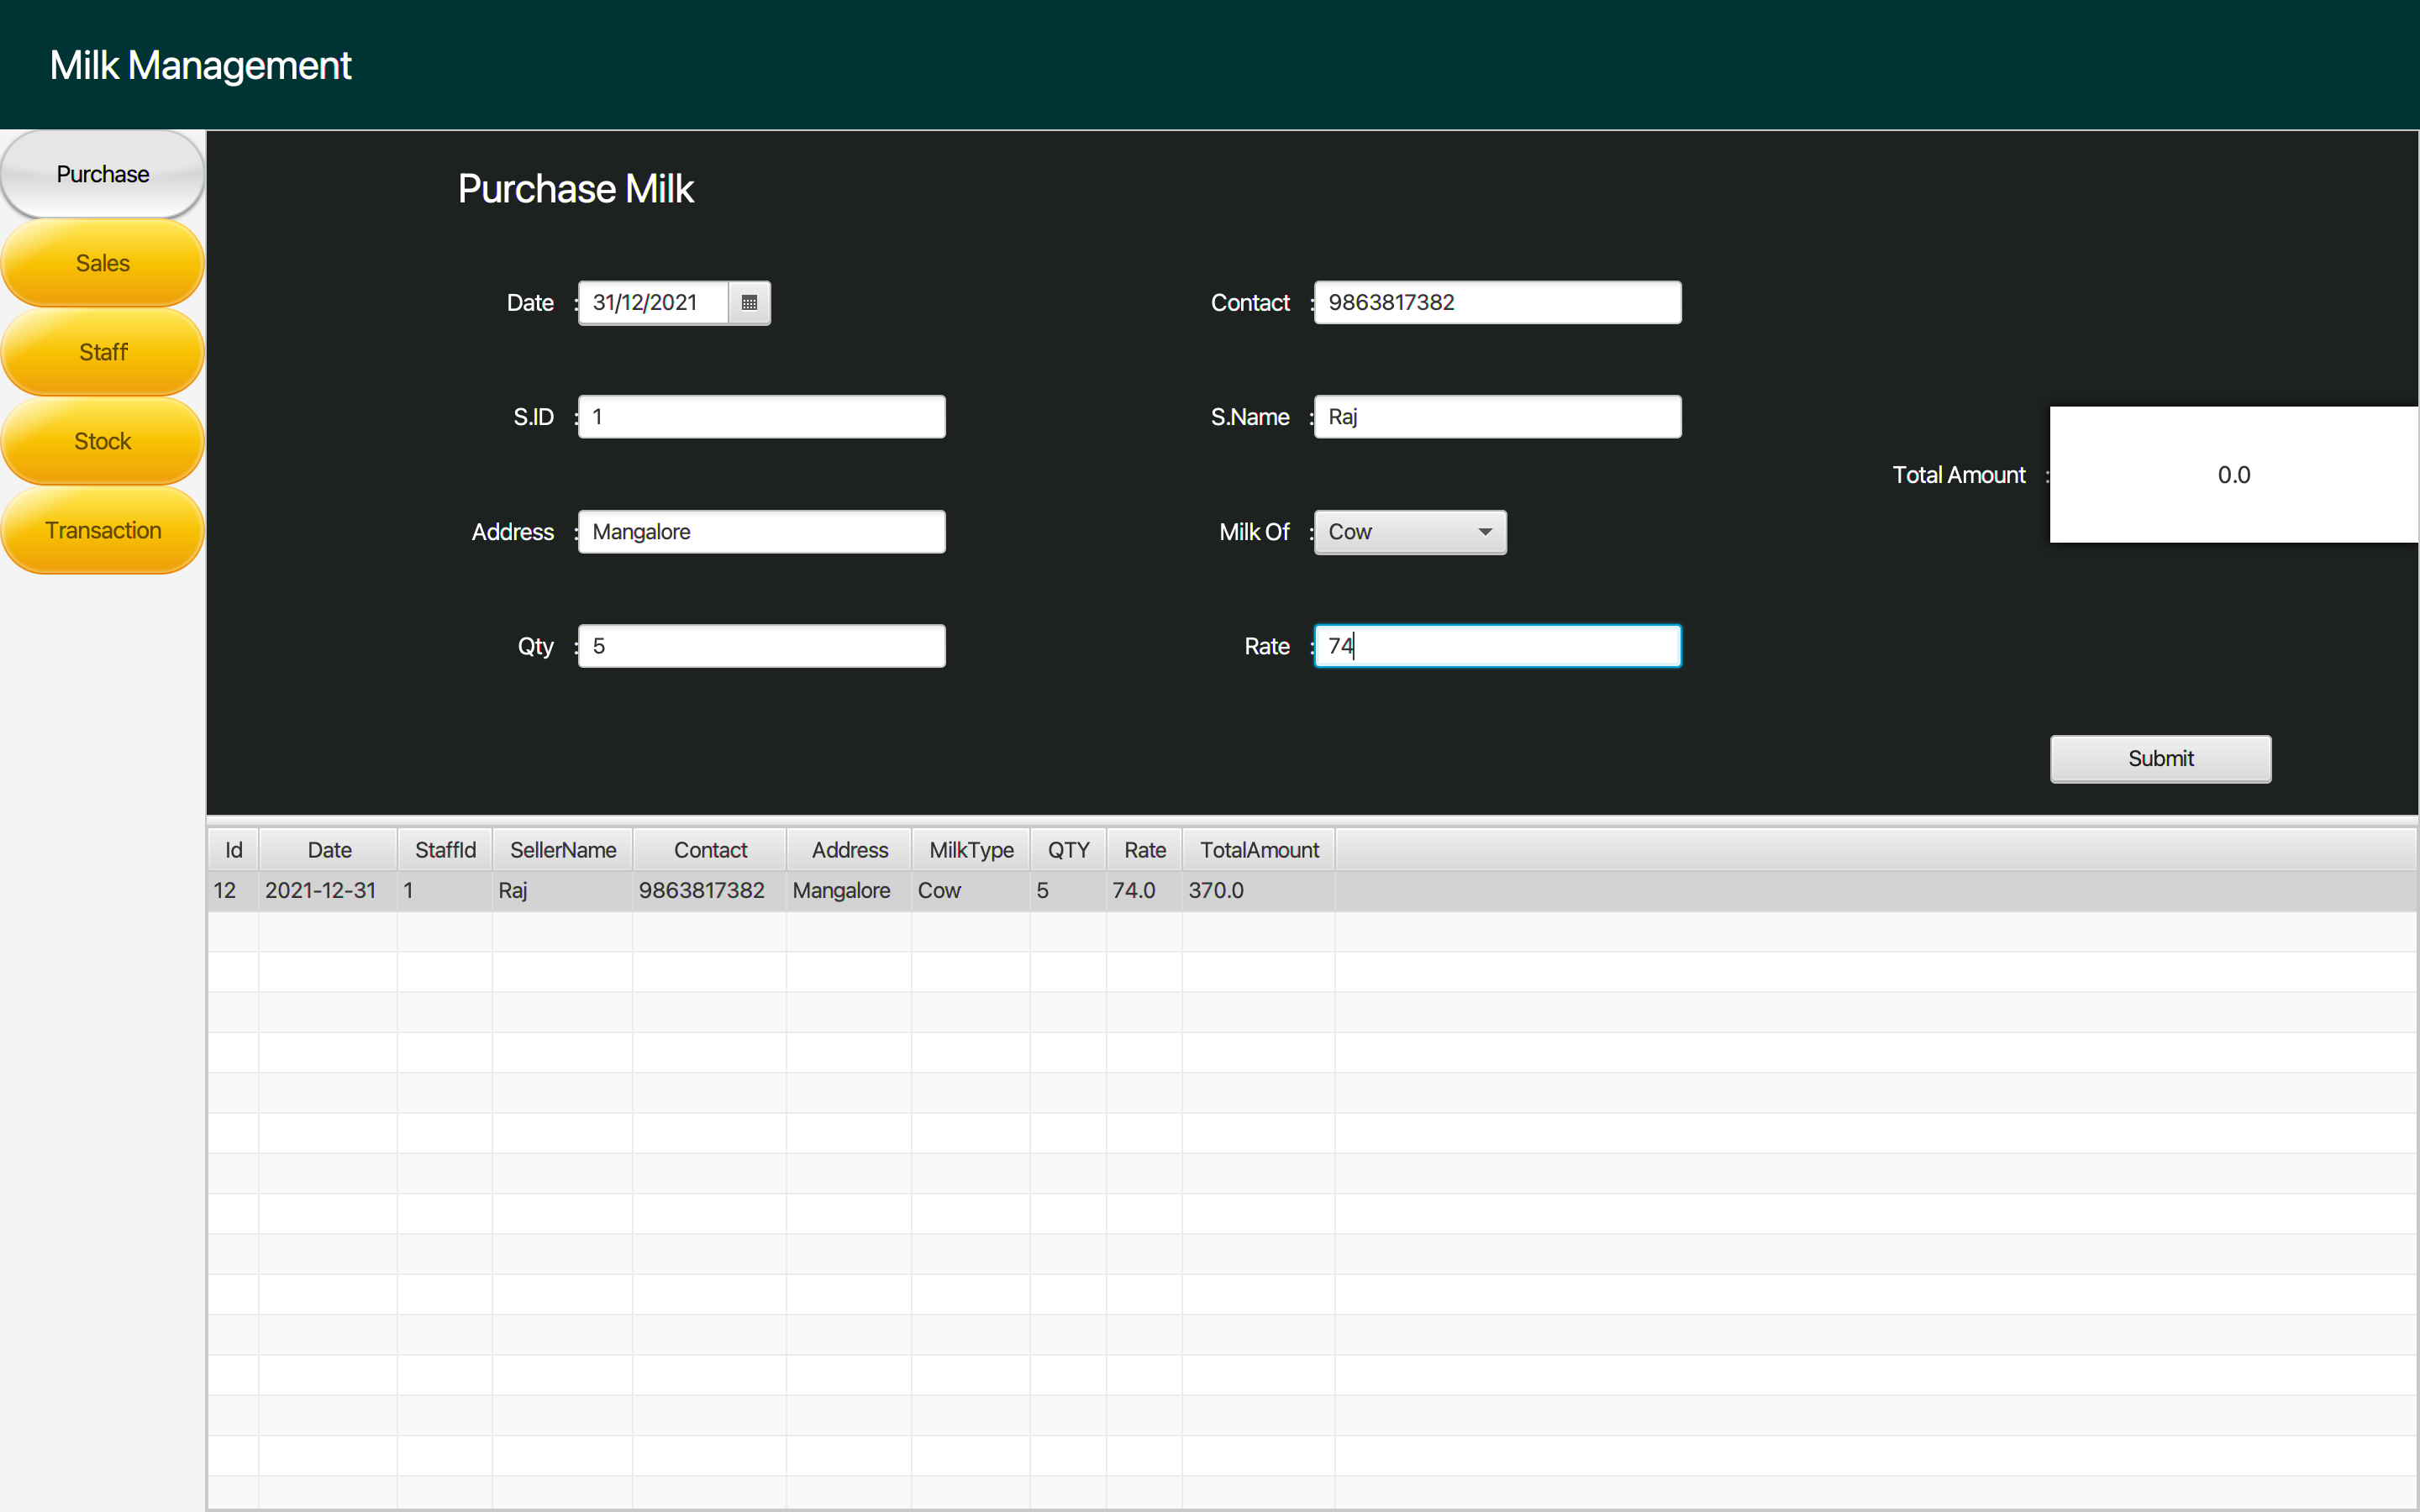 Milk Management
Purchase
Sales
Staff
Stock
Transaction
Purchase Milk
Date : 31/12/2021
Contact : 9863817382
S.ID : 1
S.Name : Raj
Total Amount : 0.0
Address : Mangalore
Milk Of : Cow
Qty : 5
Rate : 74
Submit
Id Date StaffId SellerName Contact Address MilkType QTY Rate TotalAmount
12 2021-12-31 1 Raj 9863817382 Mangalore Cow 5 74.0 370.0